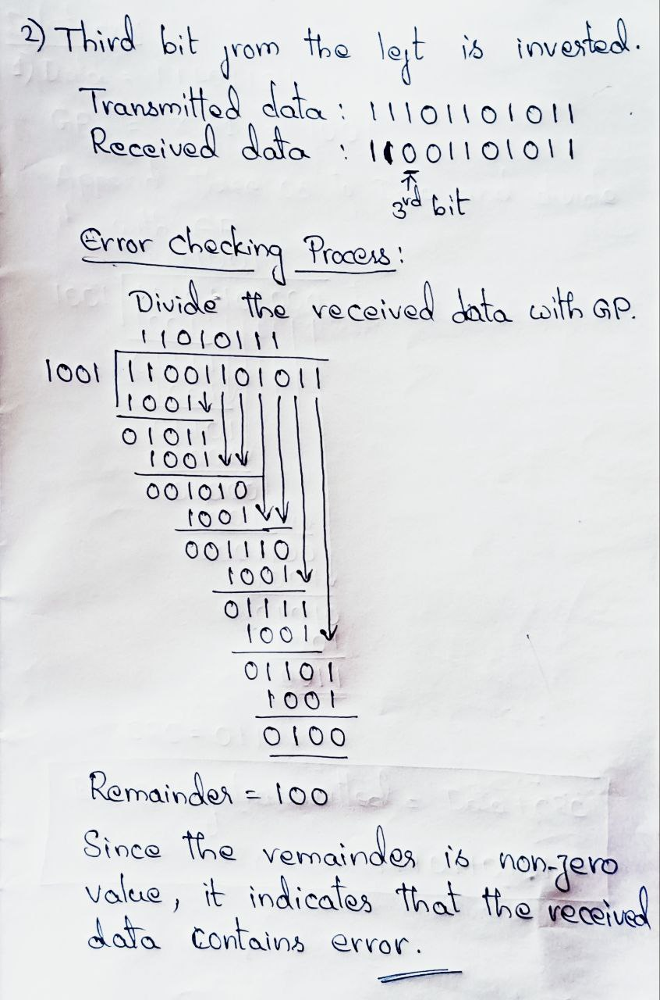 2) Third bit from the left is inverted.
Transmitted data : 11101101011
Received data : 11001101011
3rd bit
Error Checking Process:
Divide the received data with GP.
11010111
1001 11001101011
1001
01011
1001
001010
1001
001110
1001
01111
1001
01101
1001
0100
Remainder = 100
Since the remainder is non-zero
value, it indicates that the received
data contains error.